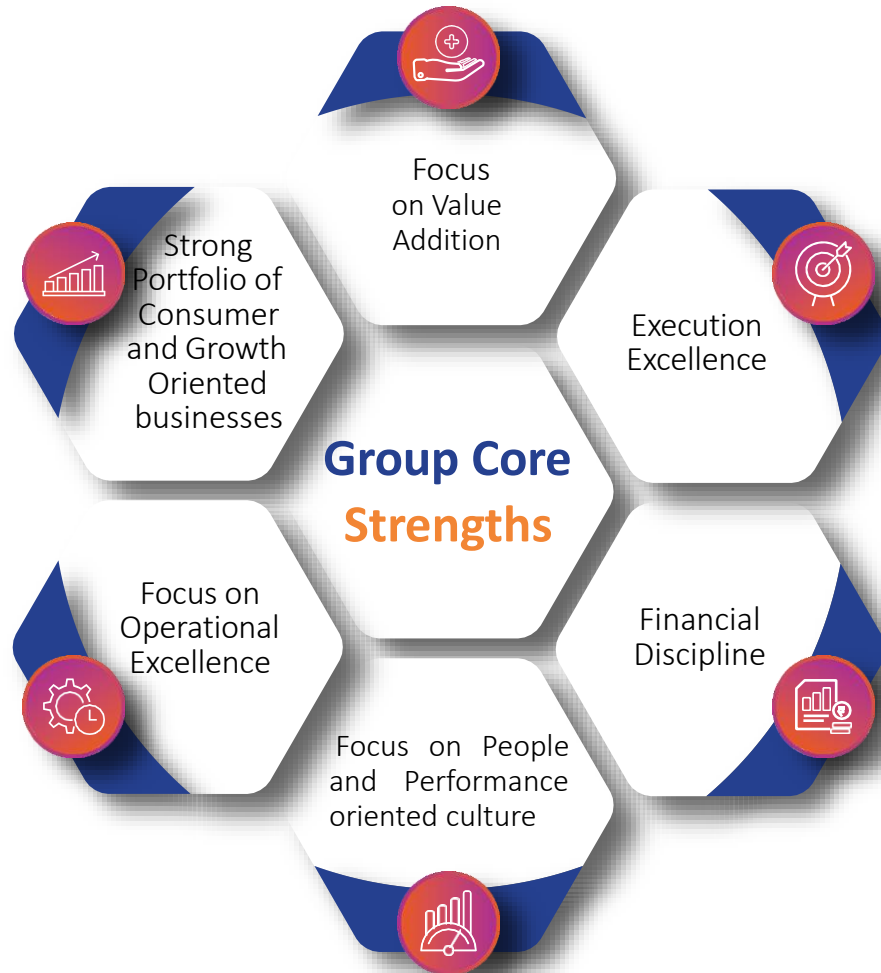 Focus
on Value
Addition
Strong
Portfolio of
Consumer
and Growth
Oriented
businesses
Execution
Excellence
Group Core
Strengths
Focus on
Operational
Excellence
Financial
Discipline
Focus on People
and Performance
oriented culture